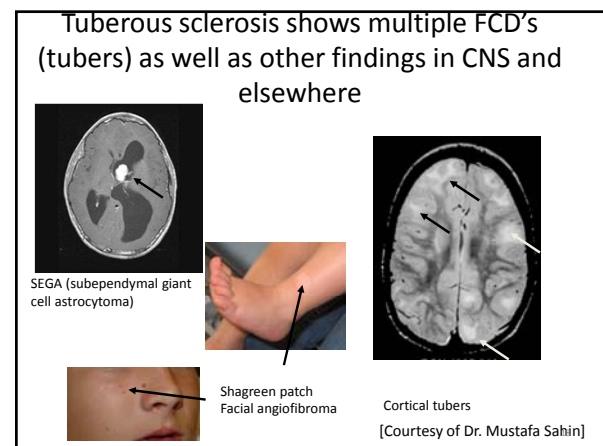 Tuberous sclerosis shows multiple FCD's
(tubers) as well as other findings in CNS and
elsewhere
SEGA (subependymal giant
cell astrocytoma)
Shagreen patch
Facial angiofibroma
Cortical tubers
[Courtesy of Dr. Mustafa Sahin]